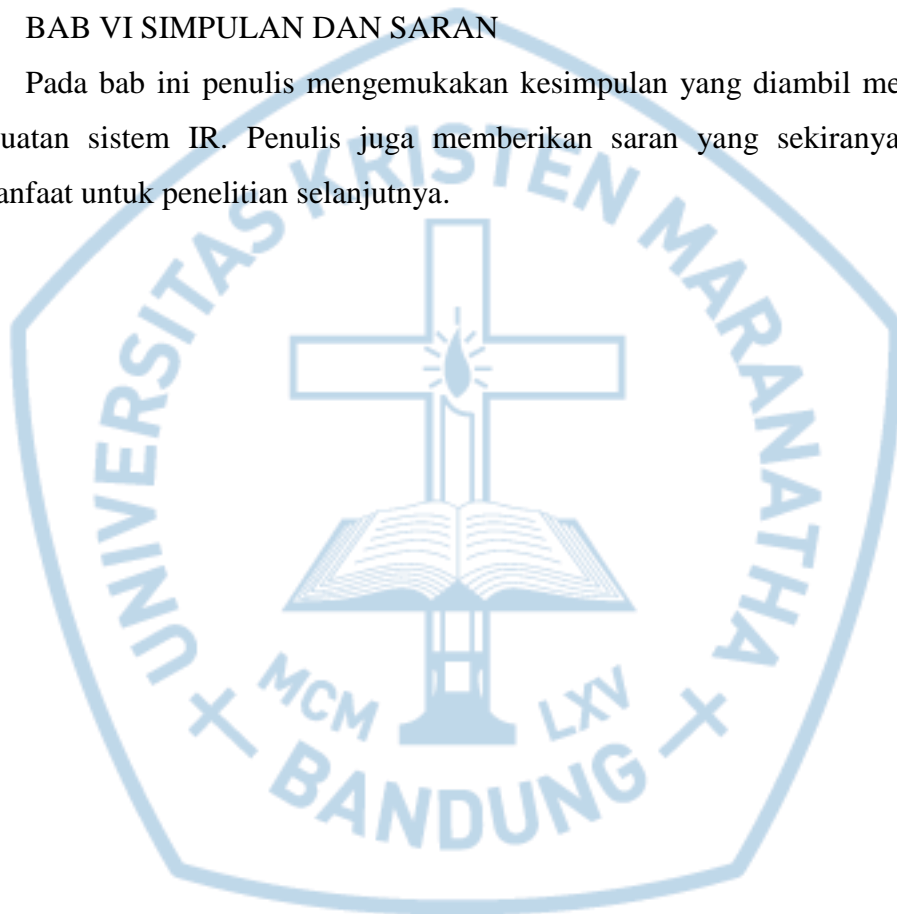 BAB VI SIMPULAN DAN SARAN
Pada bab ini penulis mengemukakan kesimpulan yang diambil me
uatan sistem IR. Penulis juga memberikan saran yang sekiranya
anfaat untuk penelitian selanjutnya.
UNIVERSITAS KRISTEN MARANATHA
MCM LXV
BANDUNG